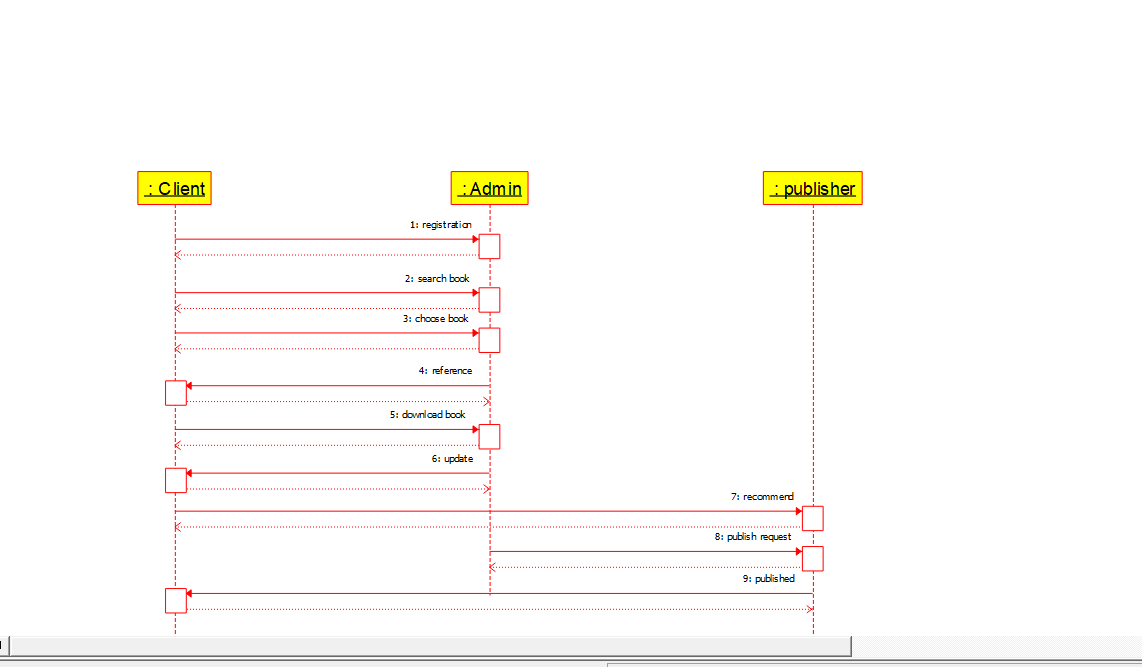 : Client
: Admin
: publisher
1: registration
2: search book
3: choose book
4: reference
5: download book
6: update
7: recommend
8: publish request
9: published